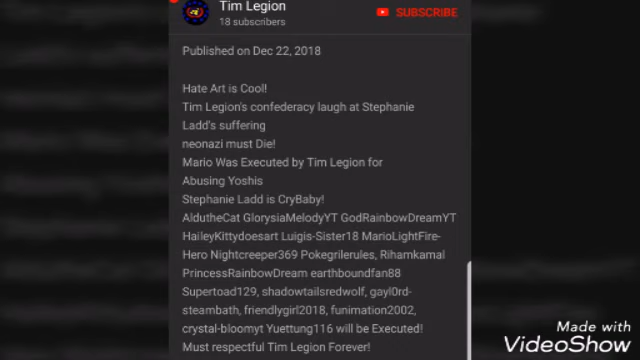 Tim Legion
18 subscribers
SUBSCRIBE
Published on Dec 22, 2018
Hate Art is Cool!
Tim Legion's confederacy laugh at Stephanie
Ladd's suffering
neonazi must Die!
Mario Was Executed by Tim Legion for
Abusing Yoshis
Stephanie Ladd is CryBaby!
AldutheCat GlorysiaMelodyYT GodRainbowDreamYT
HaileyKittydoesart Luigis-Sister18 MarioLightFire-
Hero Nightcreeper369 Pokegrilerules, Rihamkamal
PrincessRainbowDream earthboundfan88
Supertoad129, shadowtailsredwolf, gayl0rd-
steambath, friendlygirl2018, funimation2002,
crystal-bloomyt Yuettung116 will be Executed!
Must respectful Tim Legion Forever!
Made with
VideoShow